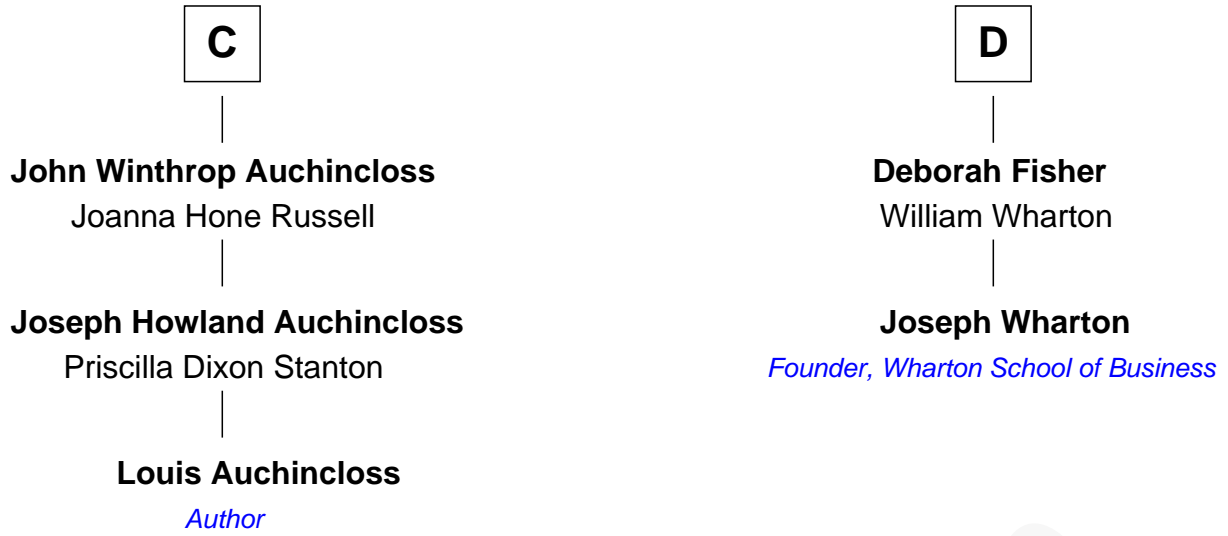 C
John Winthrop Auchincloss
Joanna Hone Russell
Joseph Howland Auchincloss
Priscilla Dixon Stanton
Louis Auchincloss
Author
D
Deborah Fisher
William Wharton
Joseph Wharton
Founder, Wharton School of Business